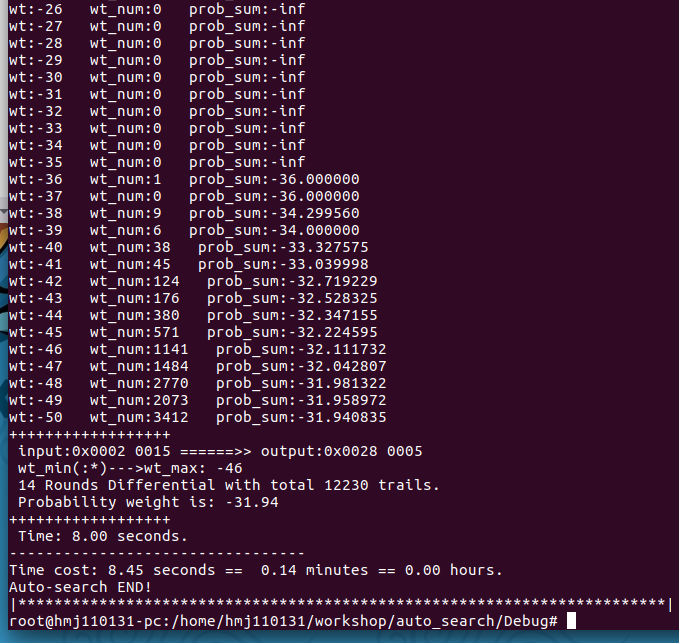 wt:-26   wt_num:0   prob_sum:-inf
wt:-27   wt_num:0   prob_sum:-inf
wt:-28   wt_num:0   prob_sum:-inf
wt:-29   wt_num:0   prob_sum:-inf
wt:-30   wt_num:0   prob_sum:-inf
wt:-31   wt_num:0   prob_sum:-inf
wt:-32   wt_num:0   prob_sum:-inf
wt:-33   wt_num:0   prob_sum:-inf
wt:-34   wt_num:0   prob_sum:-inf
wt:-35   wt_num:0   prob_sum:-inf
wt:-36   wt_num:1   prob_sum:-36.000000
wt:-37   wt_num:0   prob_sum:-36.000000
wt:-38   wt_num:9   prob_sum:-34.299560
wt:-39   wt_num:6   prob_sum:-34.000000
wt:-40   wt_num:38   prob_sum:-33.327575
wt:-41   wt_num:45   prob_sum:-33.039998
wt:-42   wt_num:124   prob_sum:-32.719229
wt:-43   wt_num:176   prob_sum:-32.528325
wt:-44   wt_num:380   prob_sum:-32.347155
wt:-45   wt_num:571   prob_sum:-32.224595
wt:-46   wt_num:1141   prob_sum:-32.111732
wt:-47   wt_num:1484   prob_sum:-32.042807
wt:-48   wt_num:2770   prob_sum:-31.981322
wt:-49   wt_num:2073   prob_sum:-31.958972
wt:-50   wt_num:3412   prob_sum:-31.940835
++++++++++++++++++
 input:0x0002 0015 ======>> output:0x0028 0005
 wt_min(:*)--->wt_max: -46
 14 Rounds Differential with total 12230 trails.
 Probability weight is: -31.94
++++++++++++++++++
 Time: 8.00 seconds.
---------------------------------
Time cost: 8.45 seconds ==  0.14 minutes == 0.00 hours.
Auto-search END!
|************************************************************************|
root@hmj110131-pc:/home/hmj110131/workshop/auto_search/Debug#